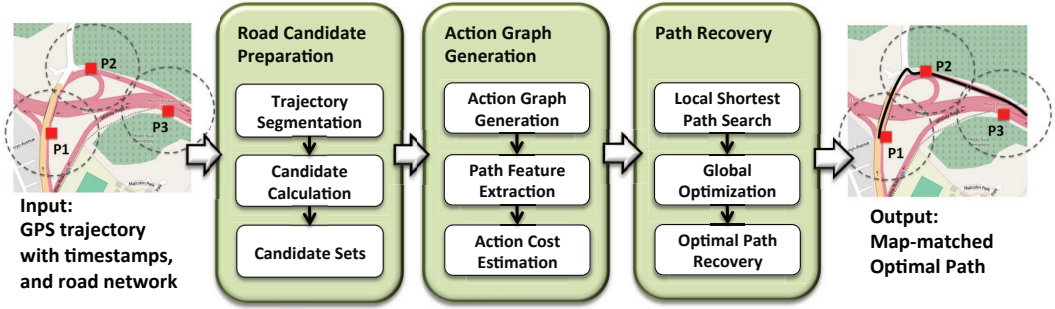 P2
P3
P1
Input:
GPS trajectory
with timestamps,
and road network
Road Candidate
Preparation
Trajectory
Segmentation
Candidate
Calculation
Candidate Sets
Action Graph
Generation
Action Graph
Generation
Path Feature
Extraction
Action Cost
Estimation
Path Recovery
Local Shortest
Path Search
Global
Optimization
Optimal Path
Recovery
P2
P3
P1
Output:
Map-matched
Optimal Path